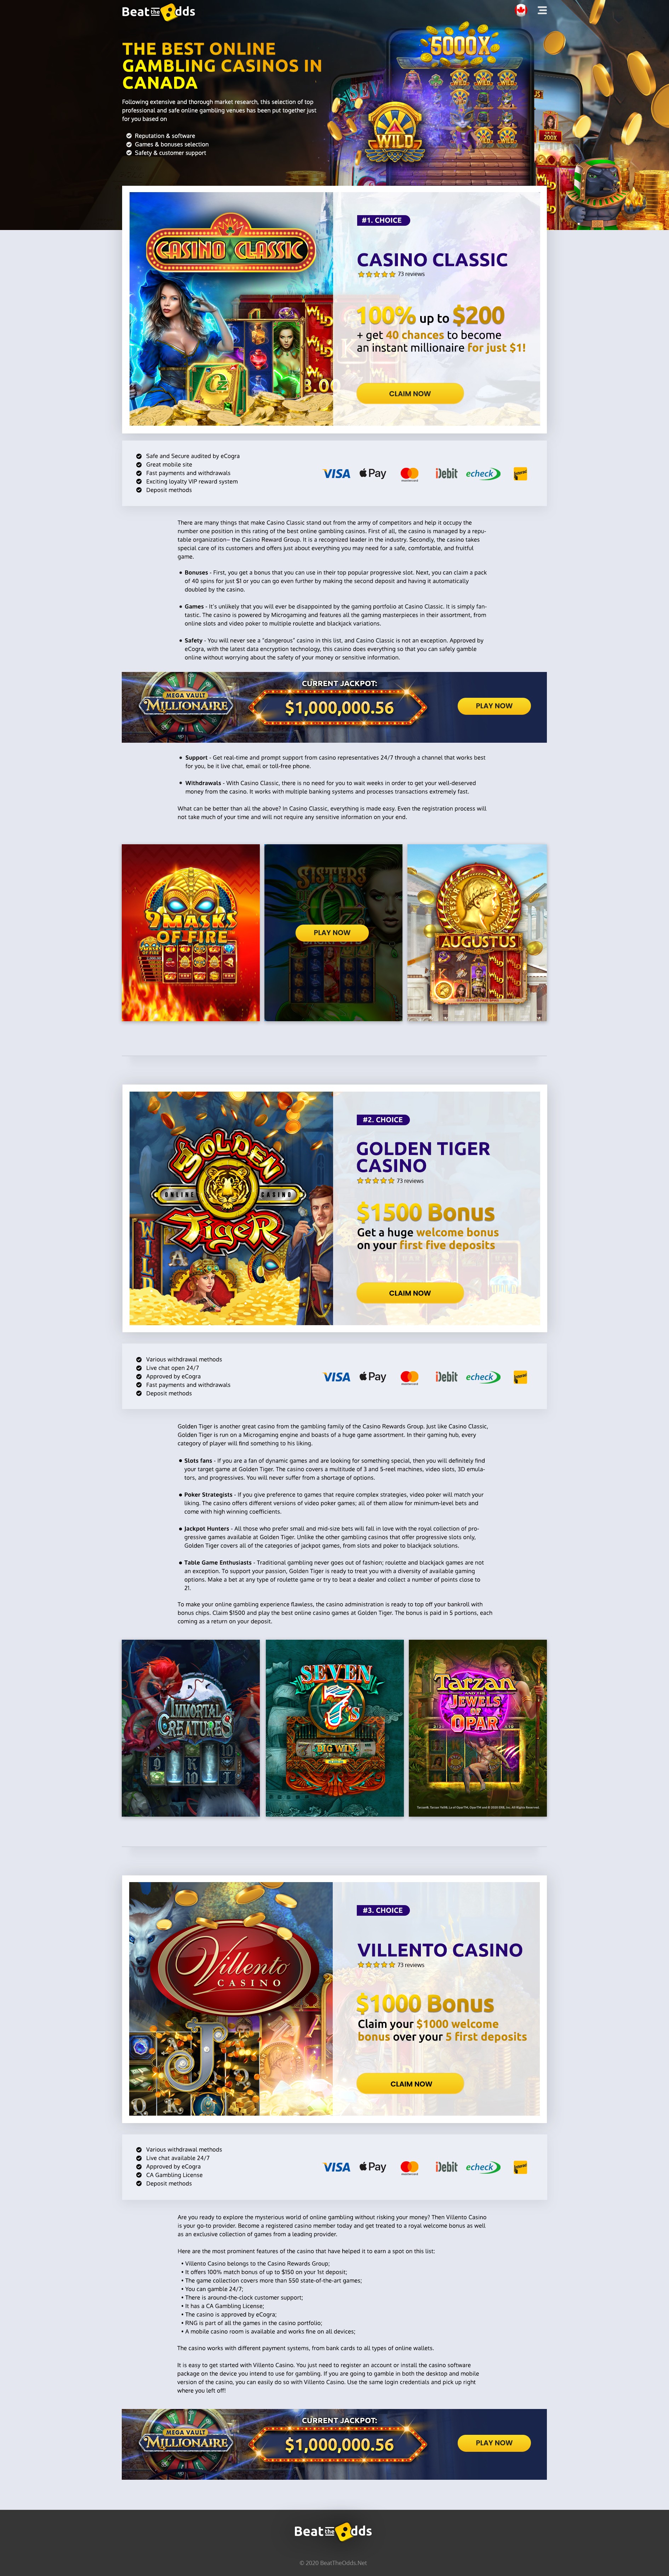 Beat the Odds
THE BEST ONLINE
GAMBLING CASINOS IN
CANADA
Following extensive and thorough market research, this selection of top
professional and safe online gambling venues has been put together just
for you based on
Reputation & software
Games & bonuses selection
Safety & customer support
5000X
WILD
200X
CASINO CLASSIC
WILD
3.00
#1. CHOICE
CASINO CLASSIC
73 reviews
100% up to $200
+ get 40 chances to become
an instant millionaire for just $1!
CLAIM NOW
Safe and Secure audited by eCogra
Great mobile site
Fast payments and withdrawals
Exciting loyalty VIP reward system
Deposit methods
VISA Pay mastercard iDebit echeck
There are many things that make Casino Classic stand out from the army of competitors and help it occupy the
number one position in this rating of the best online gambling casinos. First of all, the casino is managed by a repu-
table organization– the Casino Reward Group. It is a recognized leader in the industry. Secondly, the casino takes
special care of its customers and offers just about everything you may need for a safe, comfortable, and fruitful
game.
• Bonuses - First, you get a bonus that you can use in their top popular progressive slot. Next, you can claim a pack
of 40 spins for just $1 or you can go even further by making the second deposit and having it automatically
doubled by the casino.
• Games - It's unlikely that you will ever be disappointed by the gaming portfolio at Casino Classic. It is simply fan-
tastic. The casino is powered by Microgaming and features all the gaming masterpieces in their assortment, from
online slots and video poker to multiple roulette and blackjack variations.
• Safety - You will never see a "dangerous" casino in this list, and Casino Classic is not an exception. Approved by
eCogra, with the latest data encryption technology, this casino does everything so that you can safely gamble
online without worrying about the safety of your money or sensitive information.
MEGA VAULT
MILLIONAIRE
CURRENT JACKPOT:
$1,000,000.56
PLAY NOW
• Support - Get real-time and prompt support from casino representatives 24/7 through a channel that works best
for you, be it live chat, email or toll-free phone.
• Withdrawals - With Casino Classic, there is no need for you to wait weeks in order to get your well-deserved
money from the casino. It works with multiple banking systems and processes transactions extremely fast.
What can be better than all the above? In Casino Classic, everything is made easy. Even the registration process will
not take much of your time and will not require any sensitive information on your end.
9 MASKS
OF FIRE
SISTERS
PLAY NOW
AUGUSTUS
#2. CHOICE
GOLDEN
ONLINE CASINO
TIGER
WILD
GOLDEN TIGER
CASINO
73 reviews
$1500 Bonus
Get a huge welcome bonus
on your first five deposits
CLAIM NOW
Various withdrawal methods
Live chat open 24/7
Approved by eCogra
Fast payments and withdrawals
Deposit methods
VISA Pay mastercard iDebit echeck
Golden Tiger is another great casino from the gambling family of the Casino Rewards Group. Just like Casino Classic,
Golden Tiger is run on a Microgaming engine and boasts of a huge game assortment. In their gaming hub, every
category of player will find something to his liking.
• Slots fans - If you are a fan of dynamic games and are looking for something special, then you will definitely find
your target game at Golden Tiger. The casino covers a multitude of 3 and 5-reel machines, video slots, 3D emula-
tors, and progressives. You will never suffer from a shortage of options.
• Poker Strategists - If you give preference to games that require complex strategies, video poker will match your
liking. The casino offers different versions of video poker games; all of them allow for minimum-level bets and
come with high winning coefficients.
• Jackpot Hunters - All those who prefer small and mid-size bets will fall in love with the royal collection of pro-
gressive games available at Golden Tiger. Unlike the other gambling casinos that offer progressive slots only,
Golden Tiger covers all of the categories of jackpot games, from slots and poker to blackjack solutions.
• Table Game Enthusiasts - Traditional gambling never goes out of fashion; roulette and blackjack games are not
an exception. To support your passion, Golden Tiger is ready to treat you with a diversity of available gaming
options. Make a bet at any type of roulette game or try to beat a dealer and collect a number of points close to
21.
To make your online gambling experience flawless, the casino administration is ready to top off your bankroll with
bonus chips. Claim $1500 and play the best online casino games at Golden Tiger. The bonus is paid in 5 portions, each
coming as a return on your deposit.
IMMORTAL
CREATURES
SEVEN
7's
BIG WIN
Tarzan
AND THE
JEWELS OF
OPAR
#3. CHOICE
Villento
CASINO
VILLENTO CASINO
73 reviews
$1000 Bonus
Claim your $1000 welcome
bonus over your 5 first deposits
CLAIM NOW
Various withdrawal methods
Live chat available 24/7
Approved by eCogra
CA Gambling License
Deposit methods
VISA Pay mastercard iDebit echeck
Are you ready to explore the mysterious world of online gambling without risking your money? Then Villento Casino
is your go-to provider. Become a registered casino member today and get treated to a royal welcome bonus as well
as an exclusive collection of games from a leading provider.
Here are the most prominent features of the casino that have helped it to earn a spot on this list:
• Villento Casino belongs to the Casino Rewards Group;
• It offers 100% match bonus of up to $150 on your 1st deposit;
• The game collection covers more than 550 state-of-the-art games;
• You can gamble 24/7;
• There is around-the-clock customer support;
• It has a CA Gambling License;
• The casino is approved by eCogra;
• RNG is part of all the games in the casino portfolio;
• A mobile casino room is available and works fine on all devices;
The casino works with different payment systems, from bank cards to all types of online wallets.
It is easy to get started with Villento Casino. You just need to register an account or install the casino software
package on the device you intend to use for gambling. If you are going to gamble in both the desktop and mobile
version of the casino, you can easily do so with Villento Casino. Use the same login credentials and pick up right
where you left off!
MEGA VAULT
MILLIONAIRE
CURRENT JACKPOT:
$1,000,000.56
PLAY NOW
Beat the Odds
© 2020 BeatTheOdds.Net